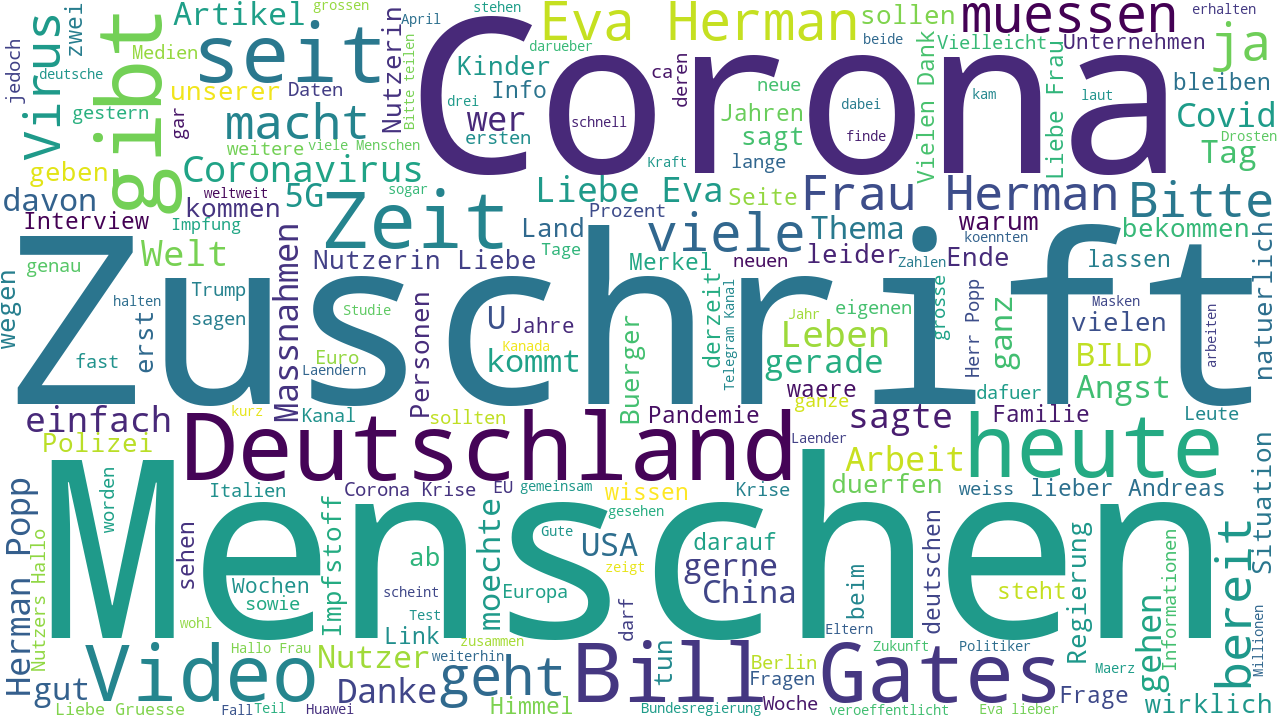 Corona
Zuschrift
Menschen
Deutschland
Bill Gates
Video
heute
Zeit
gibt
seit
Eva Herman
muessen
ja
Frau Herman
Bitte
viele
macht
geht
Virus
Artikel
zwei
jedoch
Medien
deutsche
gestern
unserer
Daten
gar
Nutzerin
April
Bitte teilen
grossen
stehen
darueber
beide
sollen
erhalten
Kinder
Info
ca
deren
wer
drei
ersten
schnell
neue
Jahren
sagt
dabei
finde
lange
Kraft
Vielleicht
Vielen Dank
kam
Liebe Frau
Unternehmen
laut
bleiben
Covid
Drosten
Tag
weitere
viele Menschen
Coronavirus
geben
davon
weltweit
sogar
5G
kommen
Interview
Impfung
Liebe Eva
Seite
Prozent
Land
Tage
Thema
warum
koennten
bekommen
natuerlich
Welt
genau
wegen
Massnahmen
Nutzerin Liebe
Merkel
neuen
leider
Zahlen
Ende
lassen
halten
Trump
sagen
Studie
Personen
U
Jahre
Kanada
kommt
Buerger
derzeit
Telegram Kanal
Jahr
eigenen
Leben
gerade
grosse
Herr Popp
ganz
Masken
vielen
BILD
arbeiten
fast
erst
Euro
Laendern
waere
ganze
dafuer
Angst
einfach
kurz
Kanal
sollten
Pandemie
Laender
sagte
Familie
Leute
Polizei
worden
Italien
Corona Krise
EU
gemeinsam
wissen
Krise
Arbeit
duerfen
weiss
lieber Andreas
Situation
Herman Popp
Nutzers Hallo
sehen
Impfstoff
moechte
Gute
gesehen
USA
darauf
gerne
China
zeigt
ab
Wochen
sowie
scheint
Test
Europa
Link
darf
beim
deutschen
steht
Regierung
Informationen
gehen
bereit
Millionen
wohl
Hallo Frau
Nutzer
zusammen
weiterhin
Eltern
tun
Berlin
Fragen
Zukunft
Politiker
Maerz
gut
Danke
Himmel
Woche
Frage
wirklich
Liebe Gruesse
Fall
Teil
Huawei
Bundesregierung
veroeffentlicht
Eva lieber